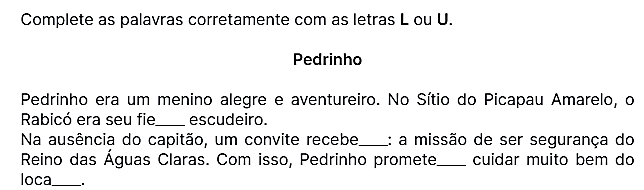 Complete as palavras corretamente com as letras L ou U.
Pedrinho
Pedrinho era um menino alegre e aventureiro. No Sítio do Picapau Amarelo, o
Rabicó era seu fie____ escudeiro.
Na ausência do capitão, um convite recebe____: a missão de ser segurança do
Reino das Águas Claras. Com isso, Pedrinho promete____ cuidar muito bem do
loca____.